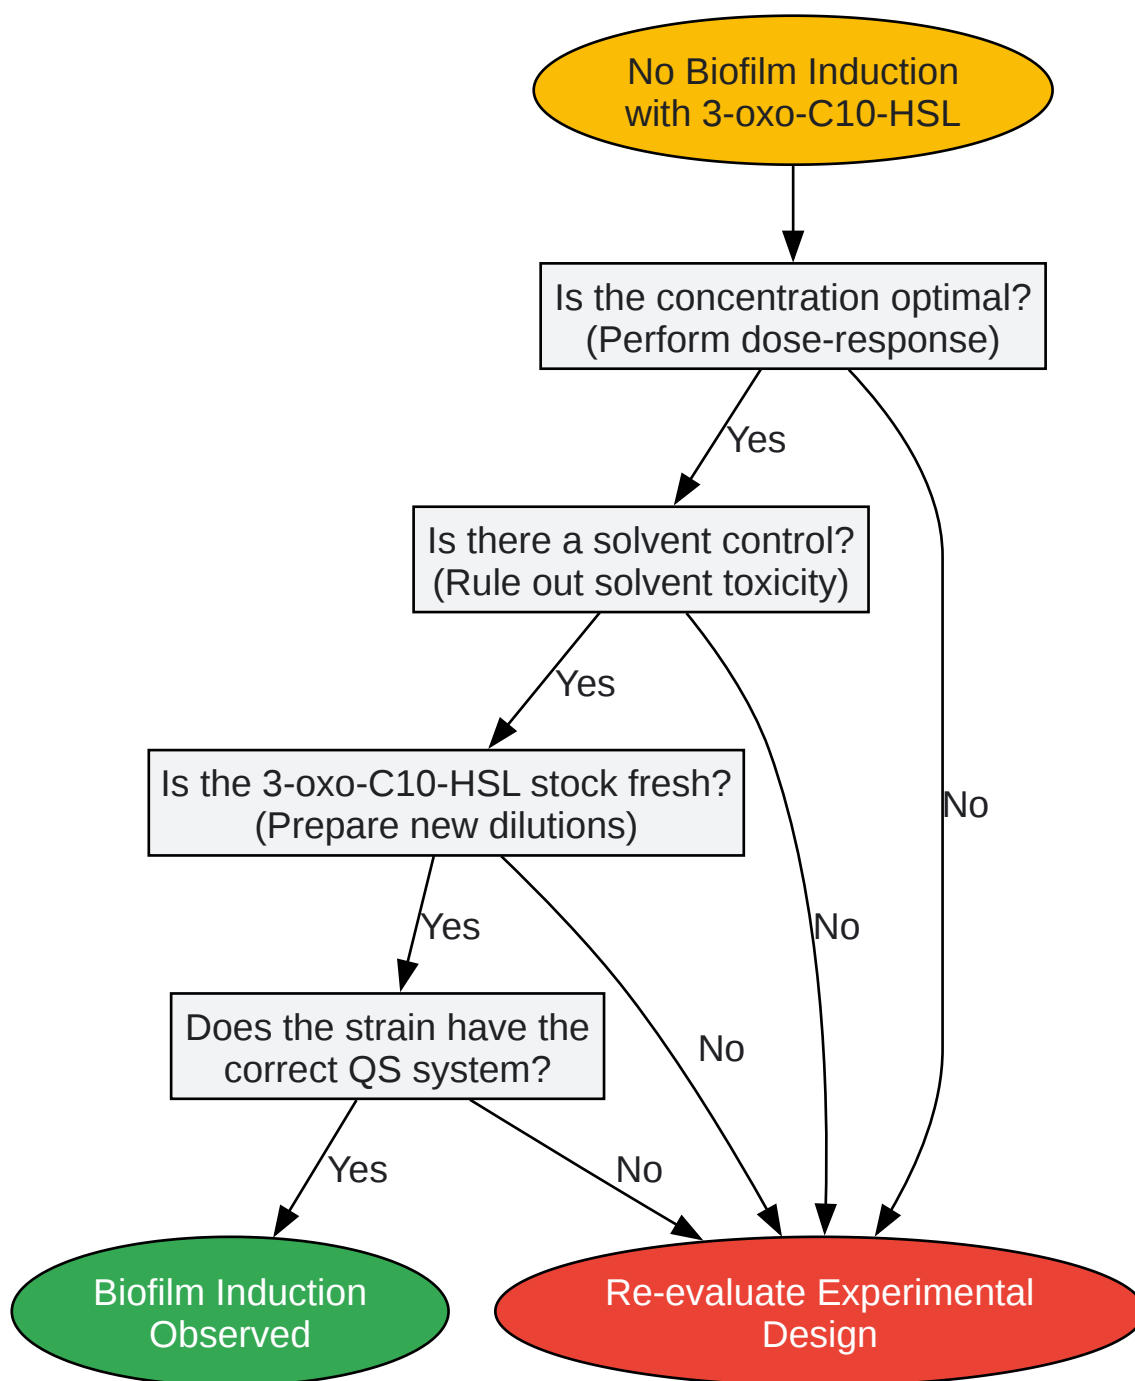 No Biofilm Induction
with 3-oxo-C10-HSL
Is the concentration optimal?
(Perform dose-response)
Yes
Is there a solvent control?
(Rule out solvent toxicity)
Yes
Is the 3-oxo-C10-HSL stock fresh?
(Prepare new dilutions)
No
Yes
No
Does the strain have the
correct QS system?
No
Yes
No
Biofilm Induction
Observed
Re-evaluate Experimental
Design